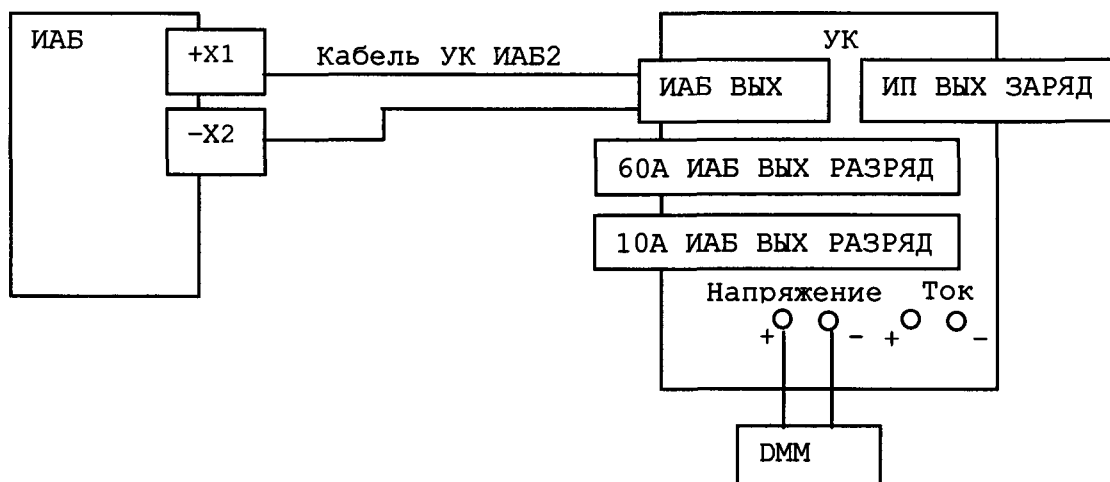 ИАБ
+X1
-X2
Кабель УК ИАБ2
УК
ИАБ ВЫХ
ИП ВЫХ ЗАРЯД
60А ИАБ ВЫХ РАЗРЯД
10А ИАБ ВЫХ РАЗРЯД
Напряжение Ток
+ - + -
DMM